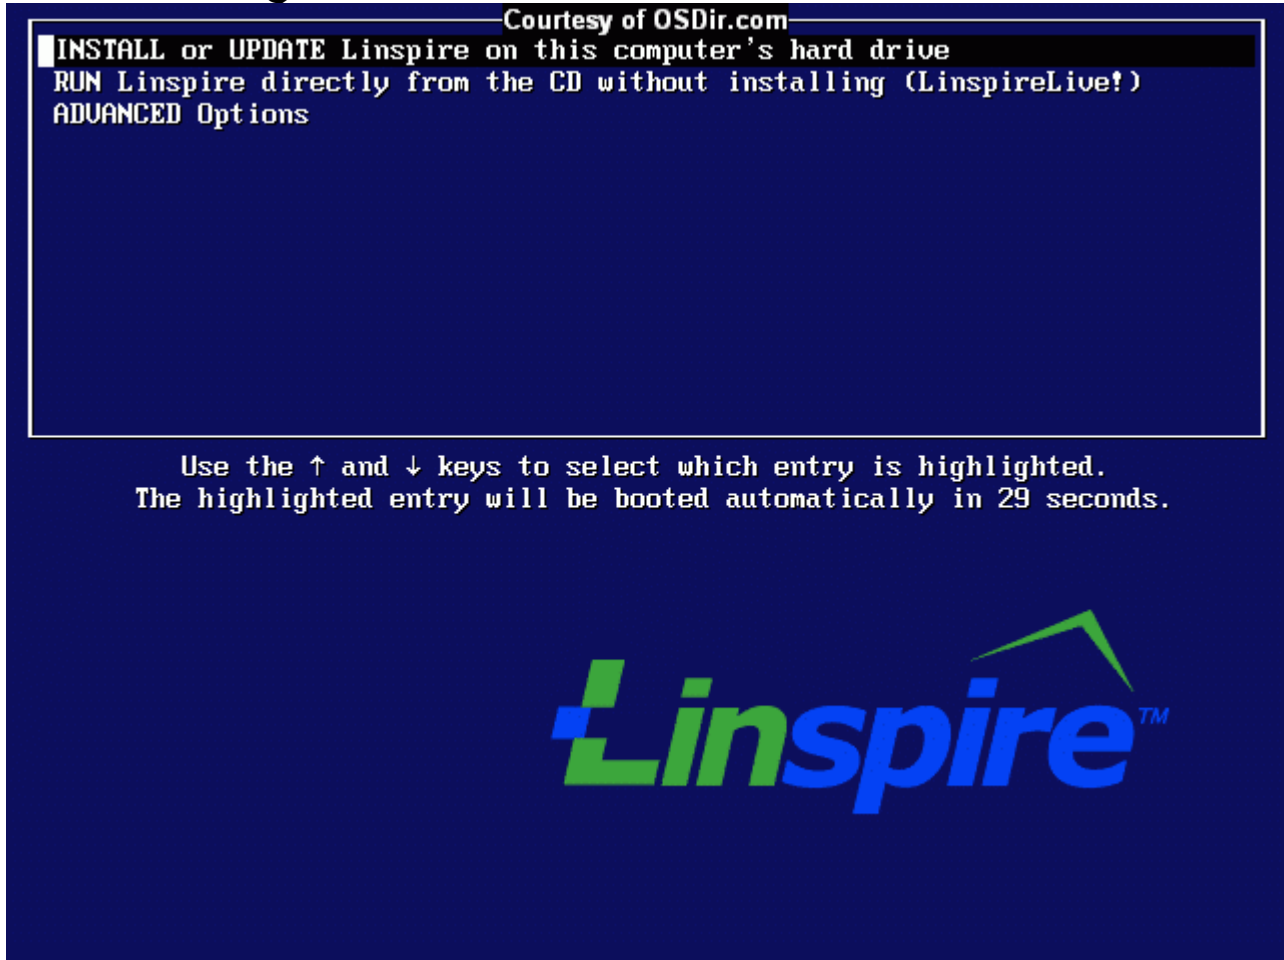 Courtesy of OSDir.com
INSTALL or UPDATE Linspire on this computer's hard drive
RUN Linspire directly from the CD without installing (LinspireLive!)
ADVANCED Options
Use the ↑ and ↓ keys to select which entry is highlighted.
The highlighted entry will be booted automatically in 29 seconds.
Linspire™